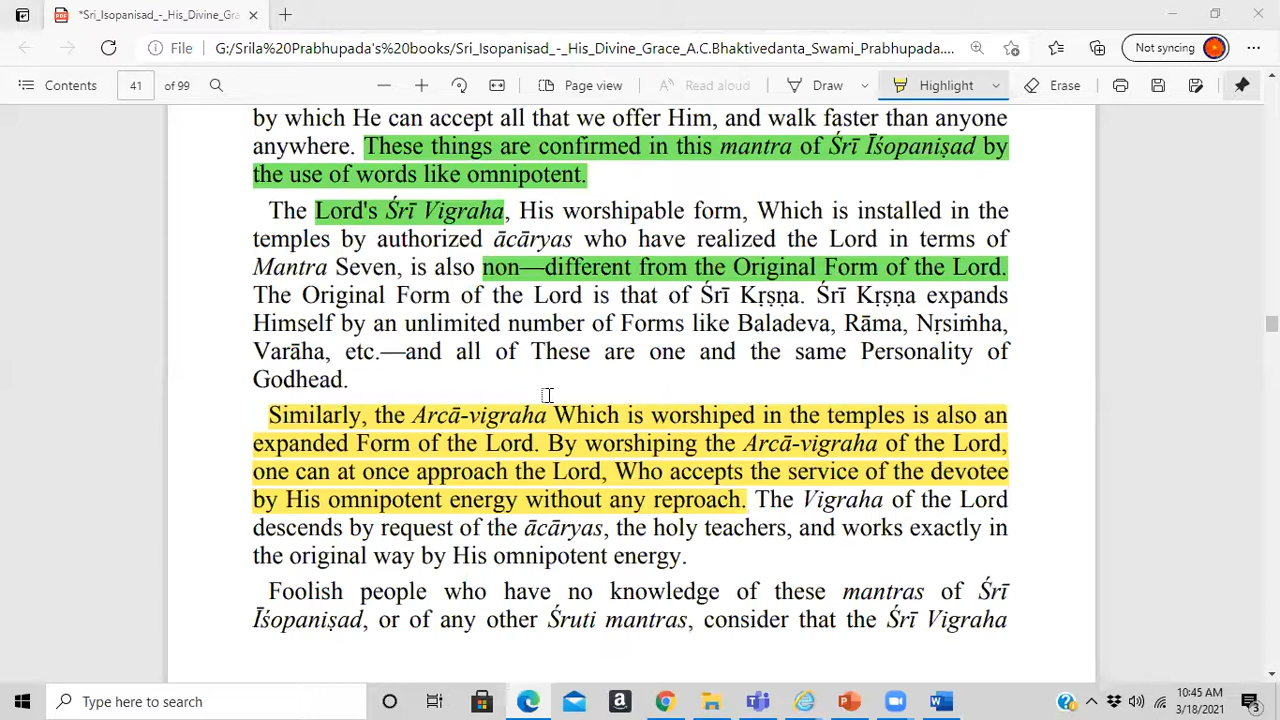 *Sri_Isopanisad_-_His_Divine_Gra
File
G:/Srila%20Prabhupada's%20books/Sri_Isopanisad_-_His_Divine_Grace_A.C.Bhaktivedanta_Swami_Prabhupada....
Not syncing
Contents
41
of 99
Page view
Read aloud
Draw
Highlight
Erase
by which He can accept all that we offer Him, and walk faster than anyone
anywhere. These things are confirmed in this mantra of Śrī Īśopaniṣad by
the use of words like omnipotent.
The Lord's Śrī Vigraha, His worshipable form, Which is installed in the
temples by authorized ācāryas who have realized the Lord in terms of
Mantra Seven, is also non—different from the Original Form of the Lord.
The Original Form of the Lord is that of Śrī Kṛṣṇa. Śrī Kṛṣṇa expands
Himself by an unlimited number of Forms like Baladeva, Rāma, Nṛsiṁha,
Varāha, etc.—and all of These are one and the same Personality of
Godhead.
Similarly, the Arcā-vigraha Which is worshiped in the temples is also an
expanded Form of the Lord. By worshiping the Arcā-vigraha of the Lord,
one can at once approach the Lord, Who accepts the service of the devotee
by His omnipotent energy without any reproach. The Vigraha of the Lord
descends by request of the ācāryas, the holy teachers, and works exactly in
the original way by His omnipotent energy.
Foolish people who have no knowledge of these mantras of Śrī
Īśopaniṣad, or of any other Śruti mantras, consider that the Śrī Vigraha
Type here to search
10:45 AM
3/18/2021